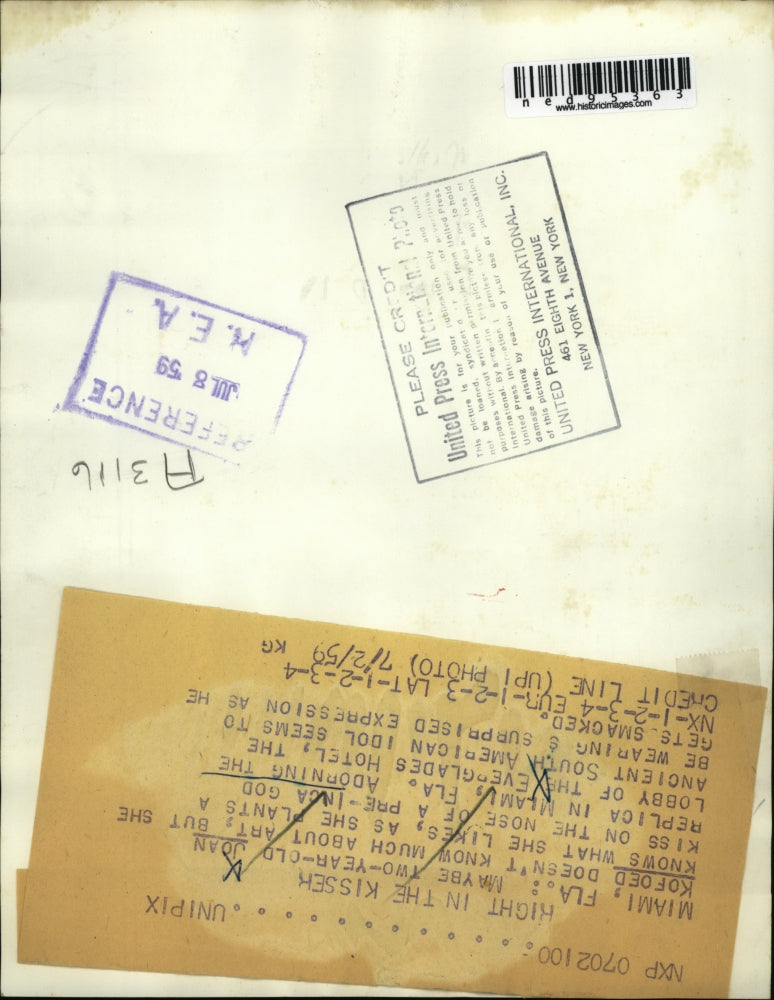 ned95363
www.historicimages.com
PLEASE CREDIT
United Press International Photo
This picture is for your publication only and must
not be loaned, syndicated or used for advertising
purposes without written permission from United Press
International. By accepting this picture you agree to hold
United Press International harmless from any loss or
damage arising by reason of your use or publication
of this picture.
UNITED PRESS INTERNATIONAL, INC.
461 EIGHTH AVENUE
NEW YORK 1, NEW YORK
REFERENCE
JUL 8 '59
N. E. A.
A3116
NXP 0702100- . . . . . . . . . . UNIPIX
RIGHT IN THE KISSER
MIAMI, FLA.: MAYBE TWO-YEAR-OLD JOAN
KOFOED DOESN'T KNOW MUCH ABOUT ART, BUT SHE
KNOWS WHAT SHE LIKES, AS SHE PLANTS A
KISS ON THE NOSE OF A PRE-INCA GOD
REPLICA IN MIAMI, FLA. ADORNING THE
LOBBY OF THE EVERGLADES HOTEL, THE
ANCIENT SOUTH AMERICAN IDOL SEEMS TO
BE WEARING S SURPRISED EXPRESSION AS HE
GETS SMACKED.
NX-1-2-3-4 EUR-1-2-3 LAT-1-2-3-4
CREDIT LINE (UPI PHOTO) 7/2/59 KG